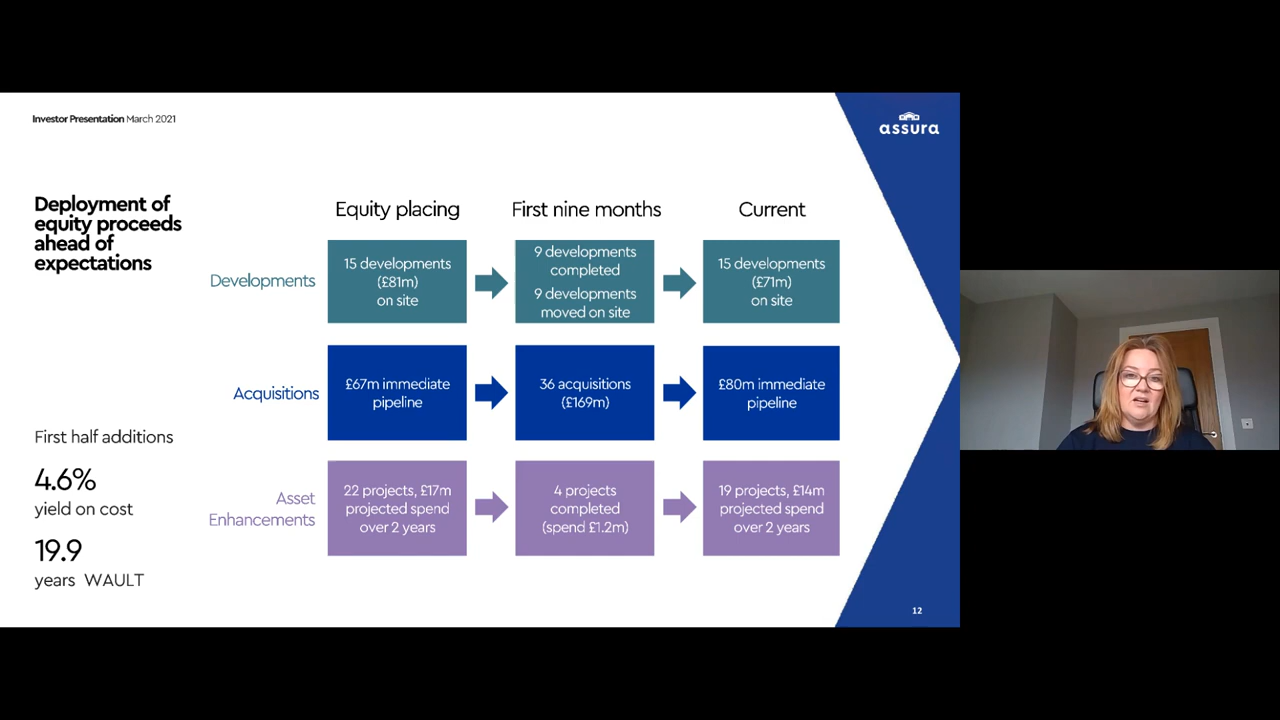 Investor Presentation March 2021
assura
Deployment of
equity proceeds
ahead of
expectations
Equity placing
First nine months
Current
Developments
15 developments
(£81m)
on site
9 developments
completed
9 developments
moved on site
15 developments
(£71m)
on site
Acquisitions
£67m immediate
pipeline
36 acquisitions
(£169m)
£80m immediate
pipeline
First half additions
4.6%
yield on cost
19.9
years WAULT
Asset
Enhancements
22 projects, £17m
projected spend
over 2 years
4 projects
completed
(spend £1.2m)
19 projects, £14m
projected spend
over 2 years
12